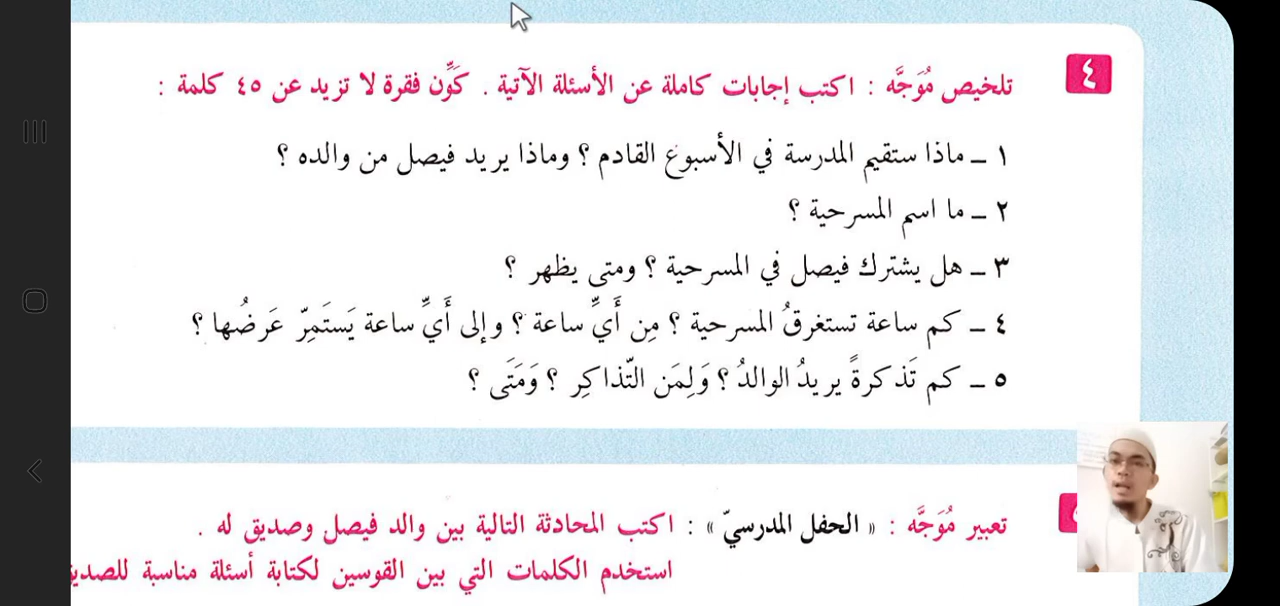 ٤
تلخيص مُوَجَّه : اكتب إجابات كاملة عن الأسئلة الآتية . كَوِّن فقرة لا تزيد عن ٤٥ كلمة :
١ ـ ماذا ستقيم المدرسة في الأسبوع القادم ؟ وماذا يريد فيصل من والده ؟
٢ ـ ما اسم المسرحية ؟
٣ ـ هل يشترك فيصل في المسرحية ؟ ومتى يظهر ؟
٤ ـ كم ساعة تستغرقُ المسرحية ؟ مِن أَيِّ ساعة ؟ وإلى أَيِّ ساعة يَستَمِرّ عَرضُها ؟
٥ ـ كم تَذكرةً يريدُ الوالدُ ؟ وَلِمَن التّذاكِر ؟ وَمَتَى ؟
تعبير مُوَجَّه : « الحفل المدرسيّ » : اكتب المحادثة التالية بين والد فيصل وصديق له .
استخدم الكلمات التي بين القوسين لكتابة أسئلة مناسبة